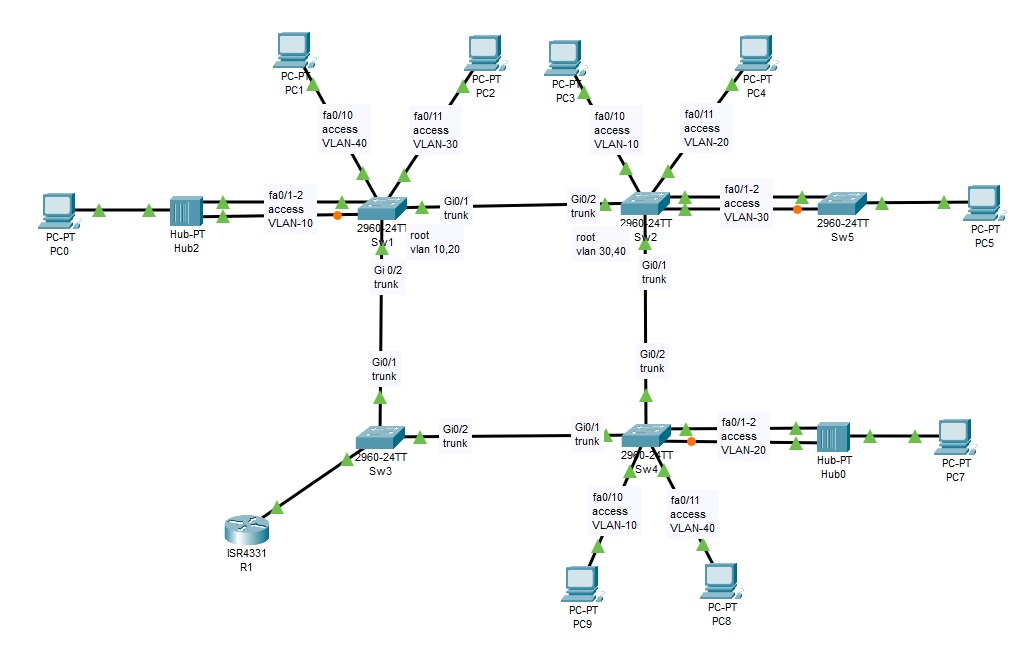 PC-PT
PC1
PC-PT
PC2
PC-PT
PC3
PC-PT
PC4
fa0/10
access
VLAN-40
fa0/11
access
VLAN-30
fa0/10
access
VLAN-10
fa0/11
access
VLAN-20
PC-PT
PC0
Hub-PT
Hub2
fa0/1-2
access
VLAN-10
2960-24TT
Sw1
Gi0/1
trunk
root
vlan 10,20
Gi0/2
trunk
2960-24TT
Sw2
root
vlan 30,40
fa0/1-2
access
VLAN-30
2960-24TT
Sw5
PC-PT
PC5
Gi 0/2
trunk
Gi0/1
trunk
Gi0/1
trunk
Gi0/2
trunk
2960-24TT
Sw3
Gi0/2
trunk
Gi0/1
trunk
2960-24TT
Sw4
fa0/1-2
access
VLAN-20
Hub-PT
Hub0
PC-PT
PC7
ISR4331
R1
fa0/10
access
VLAN-10
fa0/11
access
VLAN-40
PC-PT
PC9
PC-PT
PC8